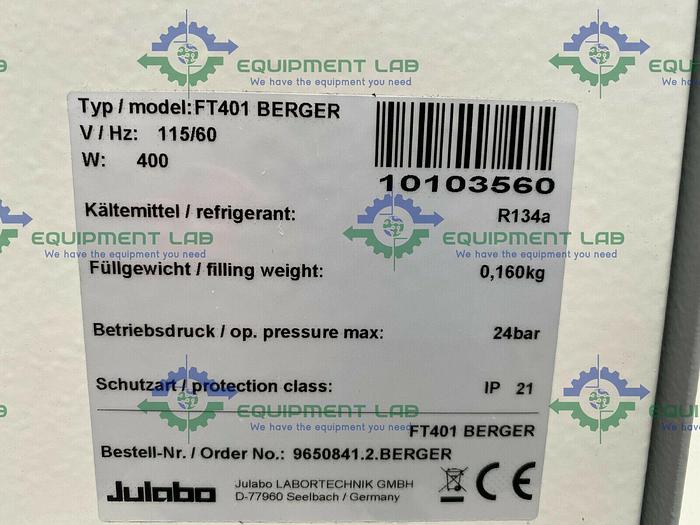 EQUIPMENT LAB
We have the equipment you need
Typ / model: FT401 BERGER
V / Hz: 115/60
W: 400
10103560
Kältemittel / refrigerant: R134a
EQUIPMENT LAB
We have the equipment you need
EQUIPMENT LAB
We have the equipment you need
Füllgewicht / filling weight: 0,160kg
Betriebsdruck / op. pressure max: 24bar
Schutzart / protection class: IP 21
EQUIPMENT LAB
We have the equipment you need
FT401 BERGER
Bestell-Nr. / Order No.: 9650841.2.BERGER
Julabo
Julabo LABORTECHNIK GMBH
D-77960 Seelbach / Germany
CE